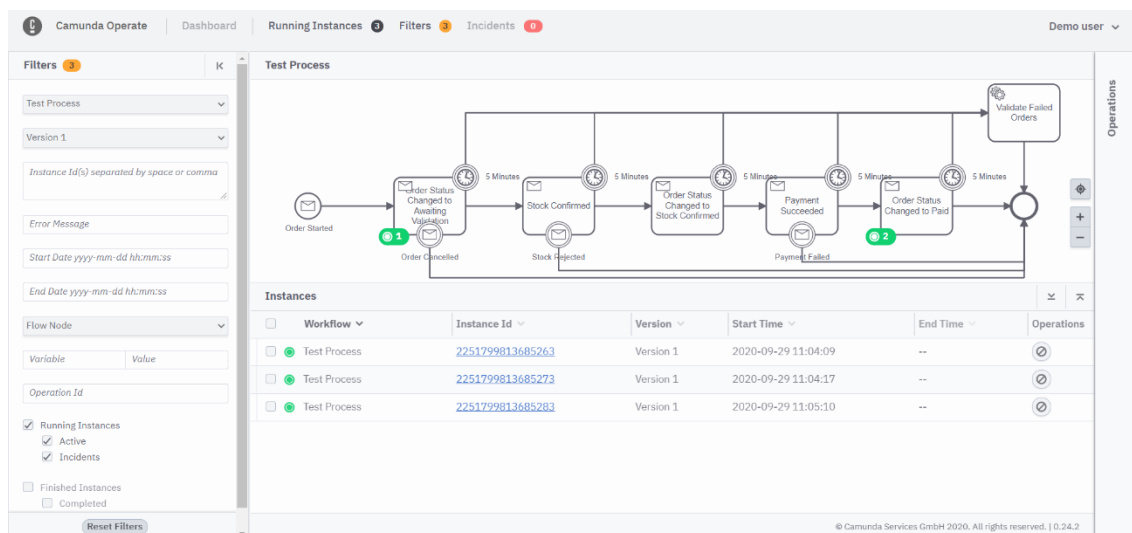 Camunda Operate Dashboard Running Instances 3 Filters 3 Incidents 0 Demo user
Filters 3
Test Process
Version 1
Instance Id(s) separated by space or comma
Error Message
Start Date yyyy-mm-dd hh:mm:ss
End Date yyyy-mm-dd hh:mm:ss
Flow Node
Variable Value
Operation Id
Running Instances
Active
Incidents
Finished Instances
Completed
Reset Filters
Test Process
Validate Failed
Orders
5 Minutes
5 Minutes
5 Minutes
5 Minutes
5 Minutes
Order Started
Order Status
Changed to
Awaiting
Validation
1
Order Cancelled
Stock Confirmed
Stock Rejected
Order Status
Changed to
Stock Confirmed
Payment
Succeeded
Payment Failed
Order Status
Changed to Paid
2
Operations
Instances
Workflow Instance Id Version Start Time End Time Operations
Test Process 2251799813685263 Version 1 2020-09-29 11:04:09 --
Test Process 2251799813685273 Version 1 2020-09-29 11:04:17 --
Test Process 2251799813685283 Version 1 2020-09-29 11:05:10 --
© Camunda Services GmbH 2020. All rights reserved. | 0.24.2